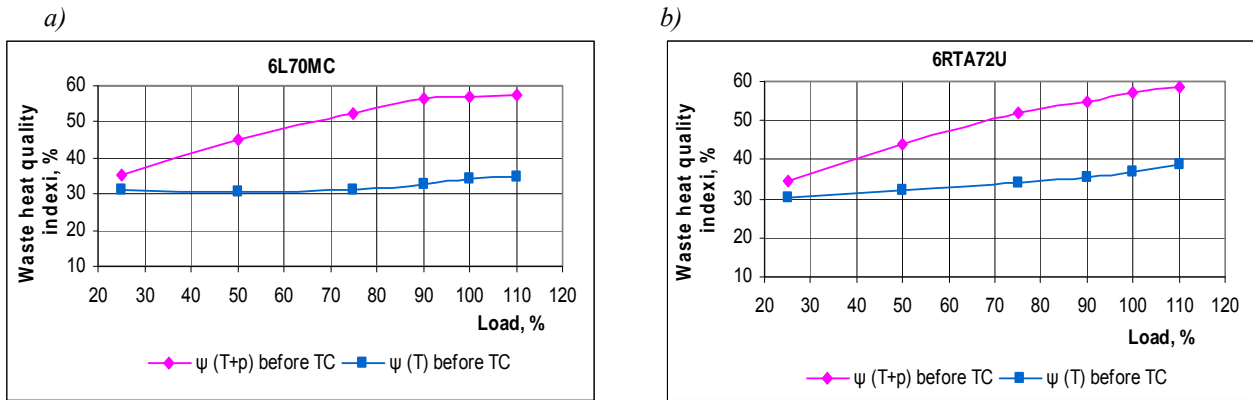 a)
6L70MC
Waste heat quality
indexi, %
60
50
40
30
20
10
20 30 40 50 60 70 80 90 100 110 120
Load, %
ψ (T+p) before TC ψ (T) before TC
b)
6RTA72U
Waste heat quality
indexi, %
60
50
40
30
20
10
20 30 40 50 60 70 80 90 100 110 120
Load, %
ψ (T+p) before TC ψ (T) before TC